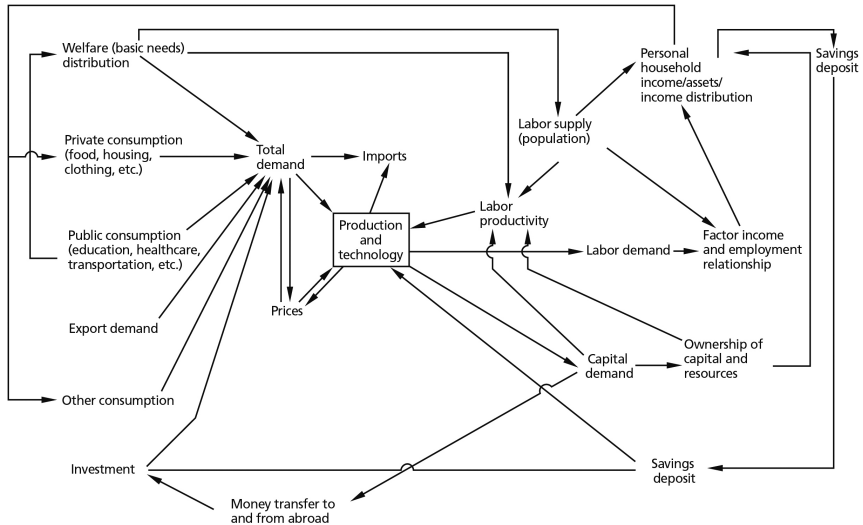 Welfare (basic needs)
distribution
Personal
household
income/assets/
income distribution
Savings
deposit
Labor supply
(population)
Private consumption
(food, housing,
clothing, etc.)
Total
demand
Imports
Labor
productivity
Public consumption
(education, healthcare,
transportation, etc.)
Production
and
technology
Labor demand
Factor income
and employment
relationship
Prices
Export demand
Capital
demand
Ownership of
capital and
resources
Other consumption
Investment
Savings
deposit
Money transfer to
and from abroad